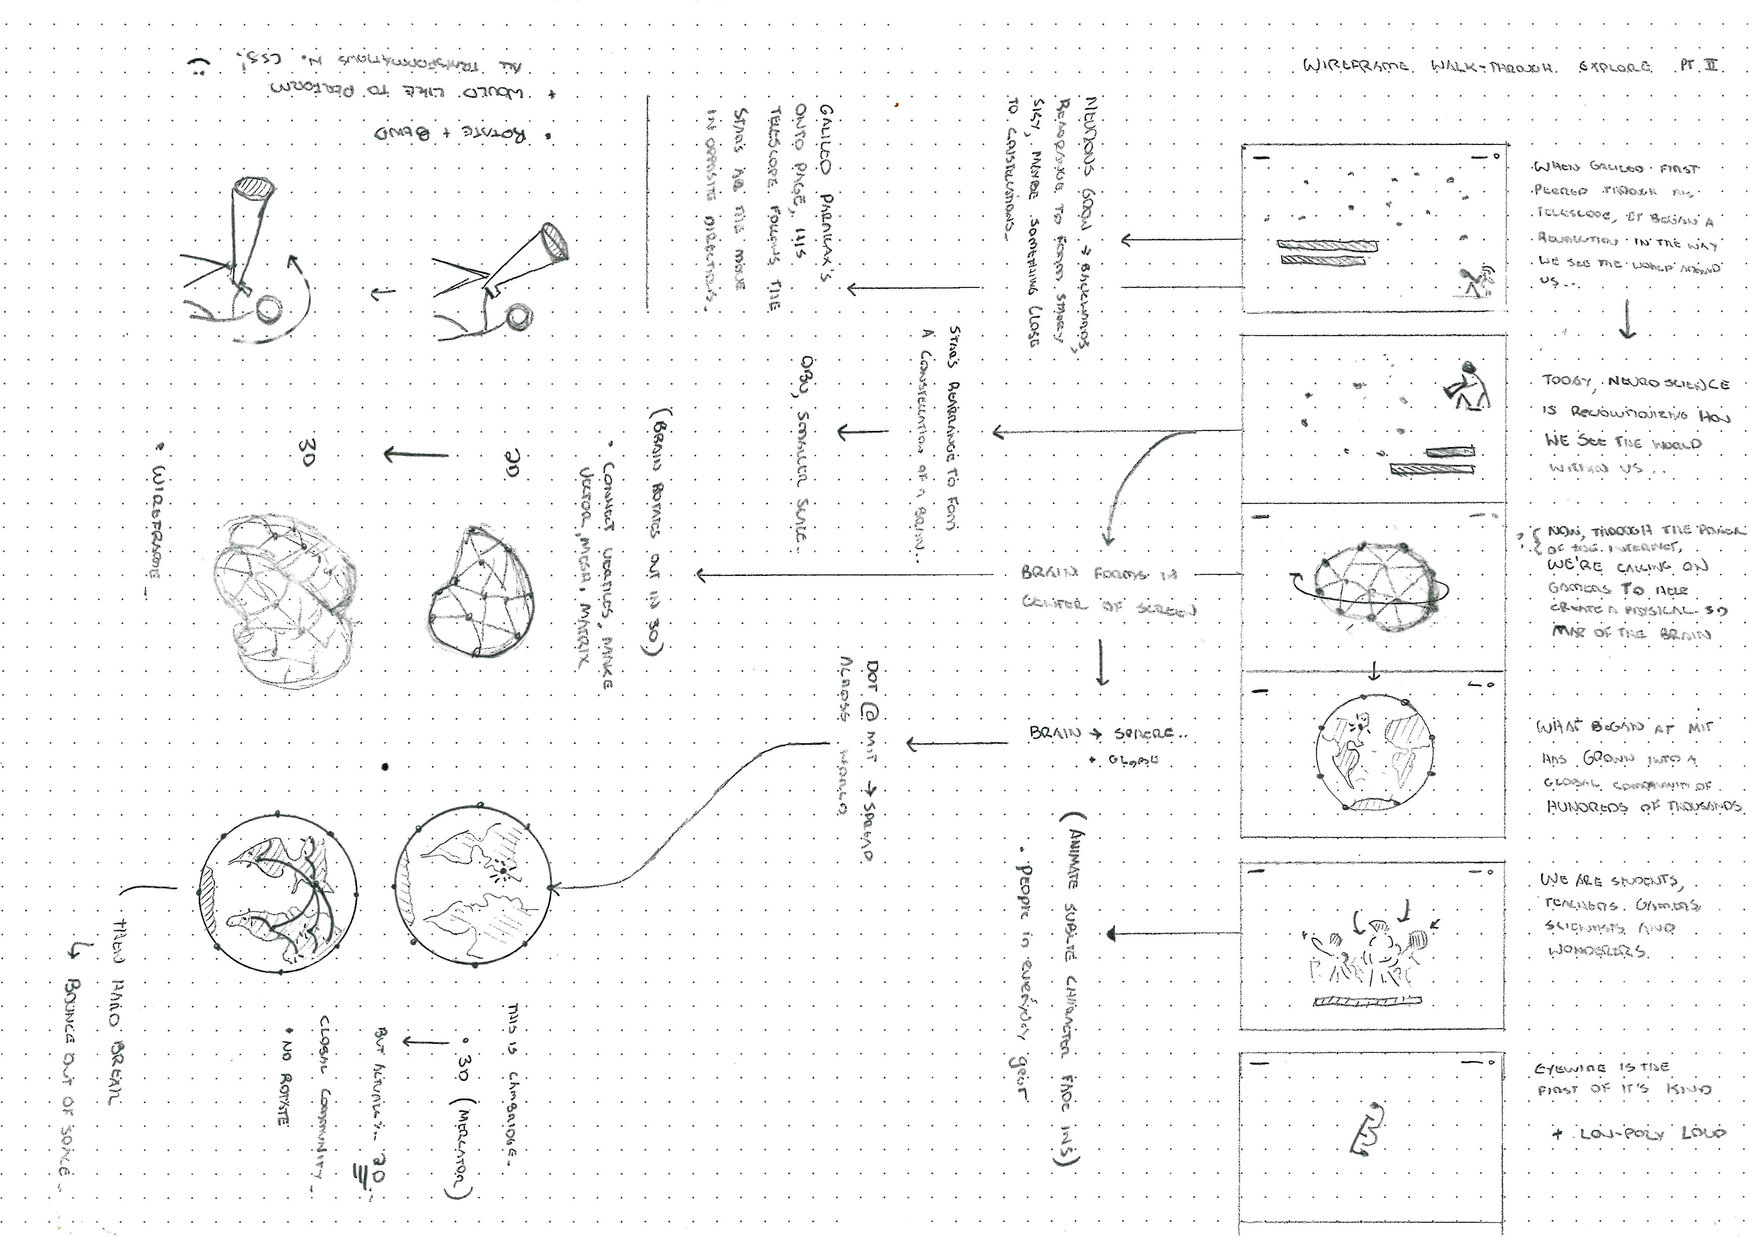 WIREFRAME WALK-THROUGH EXPLORE PT II
WHEN GALILEO FIRST
PEERED THROUGH HIS
TELESCOPE, IT BEGAN A
REVOLUTION IN THE WAY
WE SEE THE WORLD AROUND
US...
TODAY, NEUROSCIENCE
IS REVOLUTIONIZING HOW
WE SEE THE WORLD
WITHIN US...
NOW, THROUGH THE POWER
OF THE INTERNET,
WE'RE CALLING ON
GAMERS TO HELP
CREATE A PHYSICAL 3D
MAP OF THE BRAIN
WHAT BEGAN AT MIT
HAS GROWN INTO A
GLOBAL COMMUNITY OF
HUNDREDS OF THOUSANDS
WE ARE STUDENTS,
TEACHERS, GAMERS
SCIENTISTS AND
WONDERERS.
EYEWIRE IS THE
FIRST OF IT'S KIND
+ LOW-POLY LOUD
NEURONS GROW → BACKWARDS,
REARRANGE TO FORM STARRY
SKY, MAYBE SOMETHING CLOSE
TO CONSTELLATIONS...
GALILEO PARALLAX'S
ONTO PAGE, HIS
TELESCOPE FOLLOWS THE
STARS AS THE MOVE
IN OPPOSITE DIRECTIONS.
• ROTATE + BEND
+ WOULD LIKE TO PERFORM
ALL TRANSFORMATIONS IN CSS!
STARS REARRANGE TO FORM
A CONSTELLATION OF A BRAIN...
OBV, SMALLER SCALE..
BRAIN FORMS IN
CENTER OF SCREEN
(BRAIN ROTATES OUT IN 3D)
• CONNECT VERTICES, MAKE
VECTOR, MESH, MATRIX
2D
3D
• WIREFRAME
BRAIN → SPHERE..
+ GLOBE
DOT @ MIT → SPREAD
ACROSS WORLD
THIS IS CAMBRIDGE.
• 3D (MERCATOR)
BUT ACTUALLY... 2D..
GLOBAL COMMUNITY
• NO ROTATE
THEN HARD BREAK
↳ BOUNCE OUT OF SPACE
(ANIMATE SUBLTE CHARACTER FADE INS)
• People in everyday gear